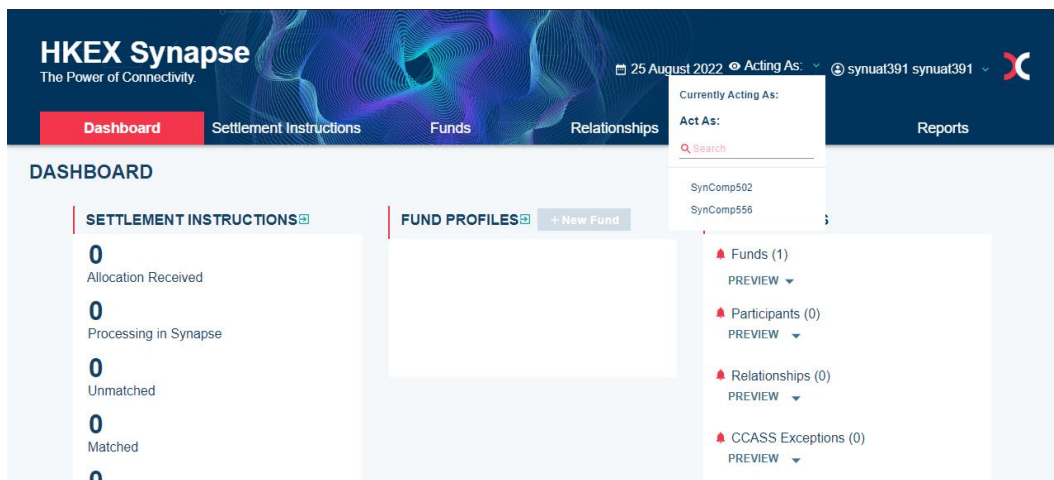 HKEX Synapse
The Power of Connectivity.
25 August 2022 Acting As: synuat391 synuat391
Currently Acting As:
Act As:
Search
SynComp502
SynComp556
Dashboard Settlement Instructions Funds Relationships Reports
DASHBOARD
SETTLEMENT INSTRUCTIONS
0
Allocation Received
0
Processing in Synapse
0
Unmatched
0
Matched
0
FUND PROFILES + New Fund
Funds (1)
PREVIEW
Participants (0)
PREVIEW
Relationships (0)
PREVIEW
CCASS Exceptions (0)
PREVIEW